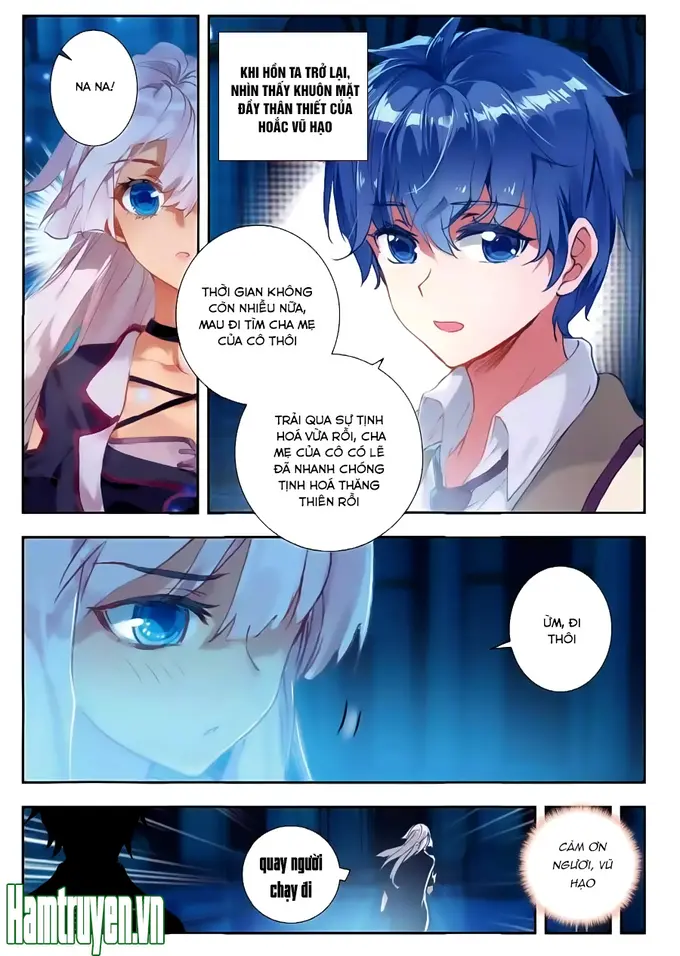 NA NA!
KHI HỒN TA TRỞ LẠI,
NHÌN THẤY KHUÔN MẶT
ĐẦY THÂN THIẾT CỦA
HOẮC VŨ HẠO
THỜI GIAN KHÔNG
CÒN NHIỀU NỮA,
MAU ĐI TÌM CHA MẸ
CỦA CÔ THÔI
TRẢI QUA SỰ TỊNH
HOÁ VỪA RỒI, CHA
MẸ CỦA CÔ CÓ LẼ
ĐÃ NHANH CHÓNG
TỊNH HOÁ THĂNG
THIÊN RỒI
ỪM, ĐI
THÔI
quay người
chạy đi
CẢM ƠN
NGƯƠI, VŨ
HẠO
Hamtruyen.vn